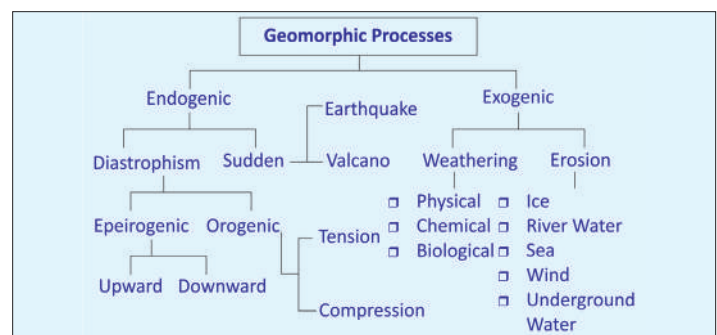 Geomorphic Processes
Endogenic
Exogenic
Earthquake
Diastrophism
Sudden
Valcano
Weathering
Erosion
Epeirogenic
Orogenic
Tension
Compression
Upward
Downward
Physical
Chemical
Biological
Ice
River Water
Sea
Wind
Underground
Water